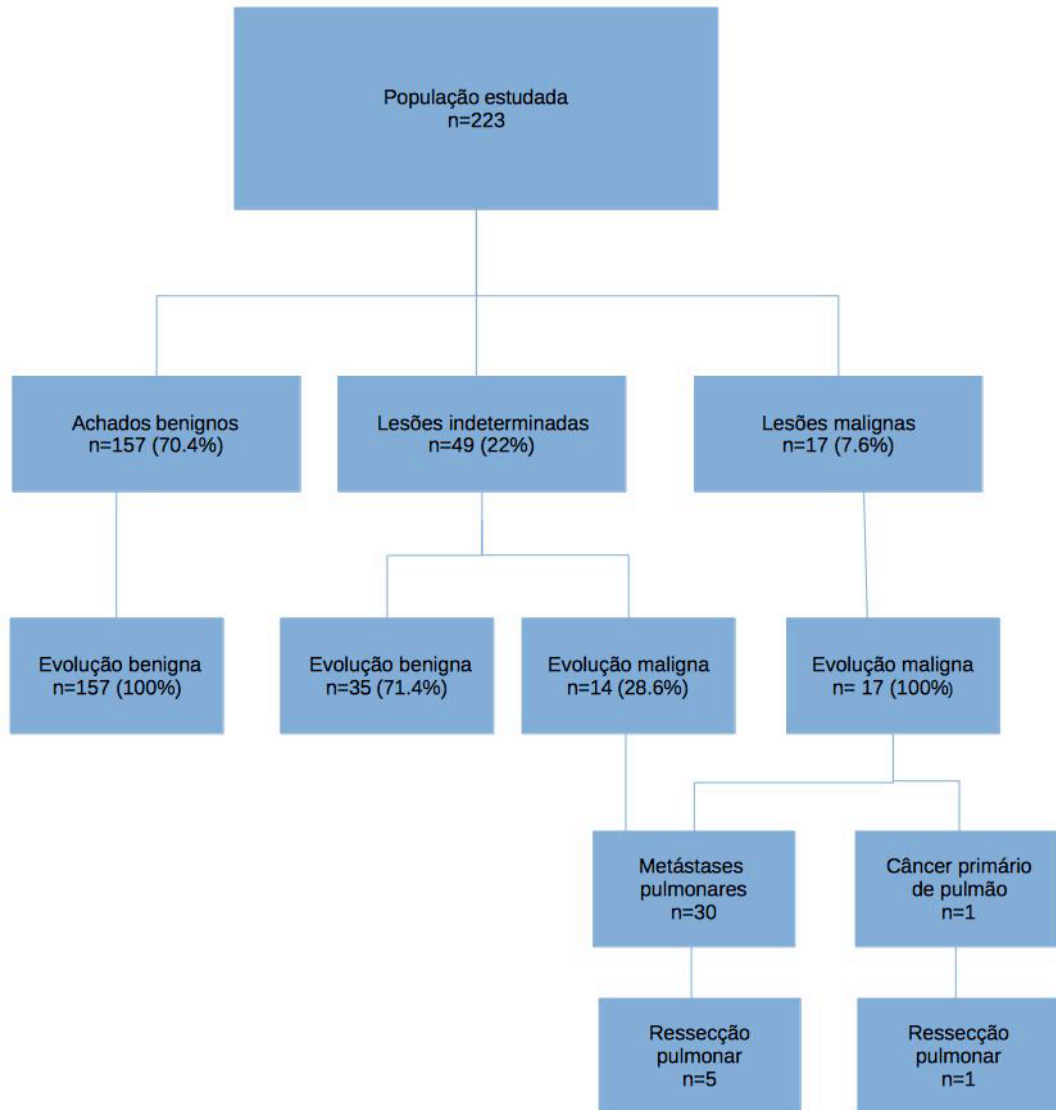 População estudada
n=223
Achados benignos
n=157 (70.4%)
Lesões indeterminadas
n=49 (22%)
Lesões malignas
n=17 (7.6%)
Evolução benigna
n=157 (100%)
Evolução benigna
n=35 (71.4%)
Evolução maligna
n=14 (28.6%)
Evolução maligna
n= 17 (100%)
Metástases
pulmonares
n=30
Câncer primário
de pulmão
n=1
Ressecção
pulmonar
n=5
Ressecção
pulmonar
n=1